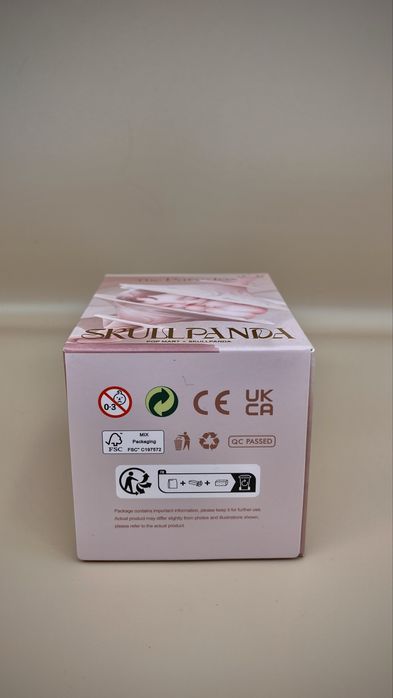 SKULLPANDA
POP MART × SKULLPANDA
0-3
CE
UK
CA
FSC
MIX
Packaging
FSC® C197572
QC PASSED
FR
Package contains important information, please keep it for further use.
Actual product may differ slightly from photos and illustrations shown,
please refer to the actual product.